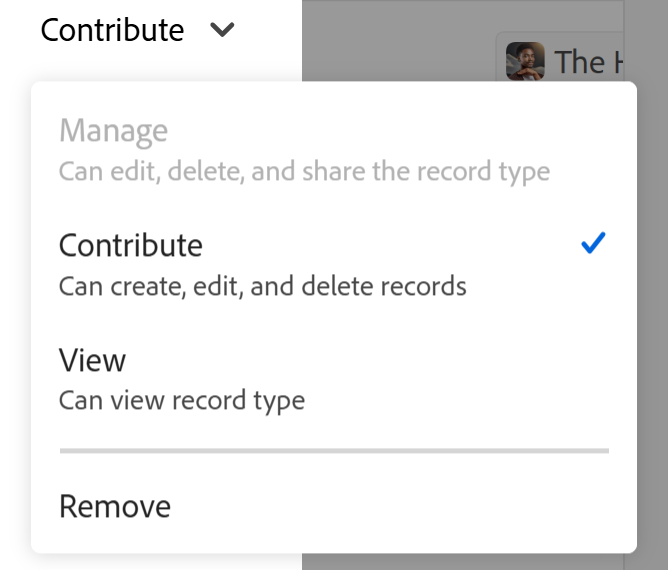 Contribute
The
Manage
Can edit, delete, and share the record type
Contribute
Can create, edit, and delete records
View
Can view record type
Remove